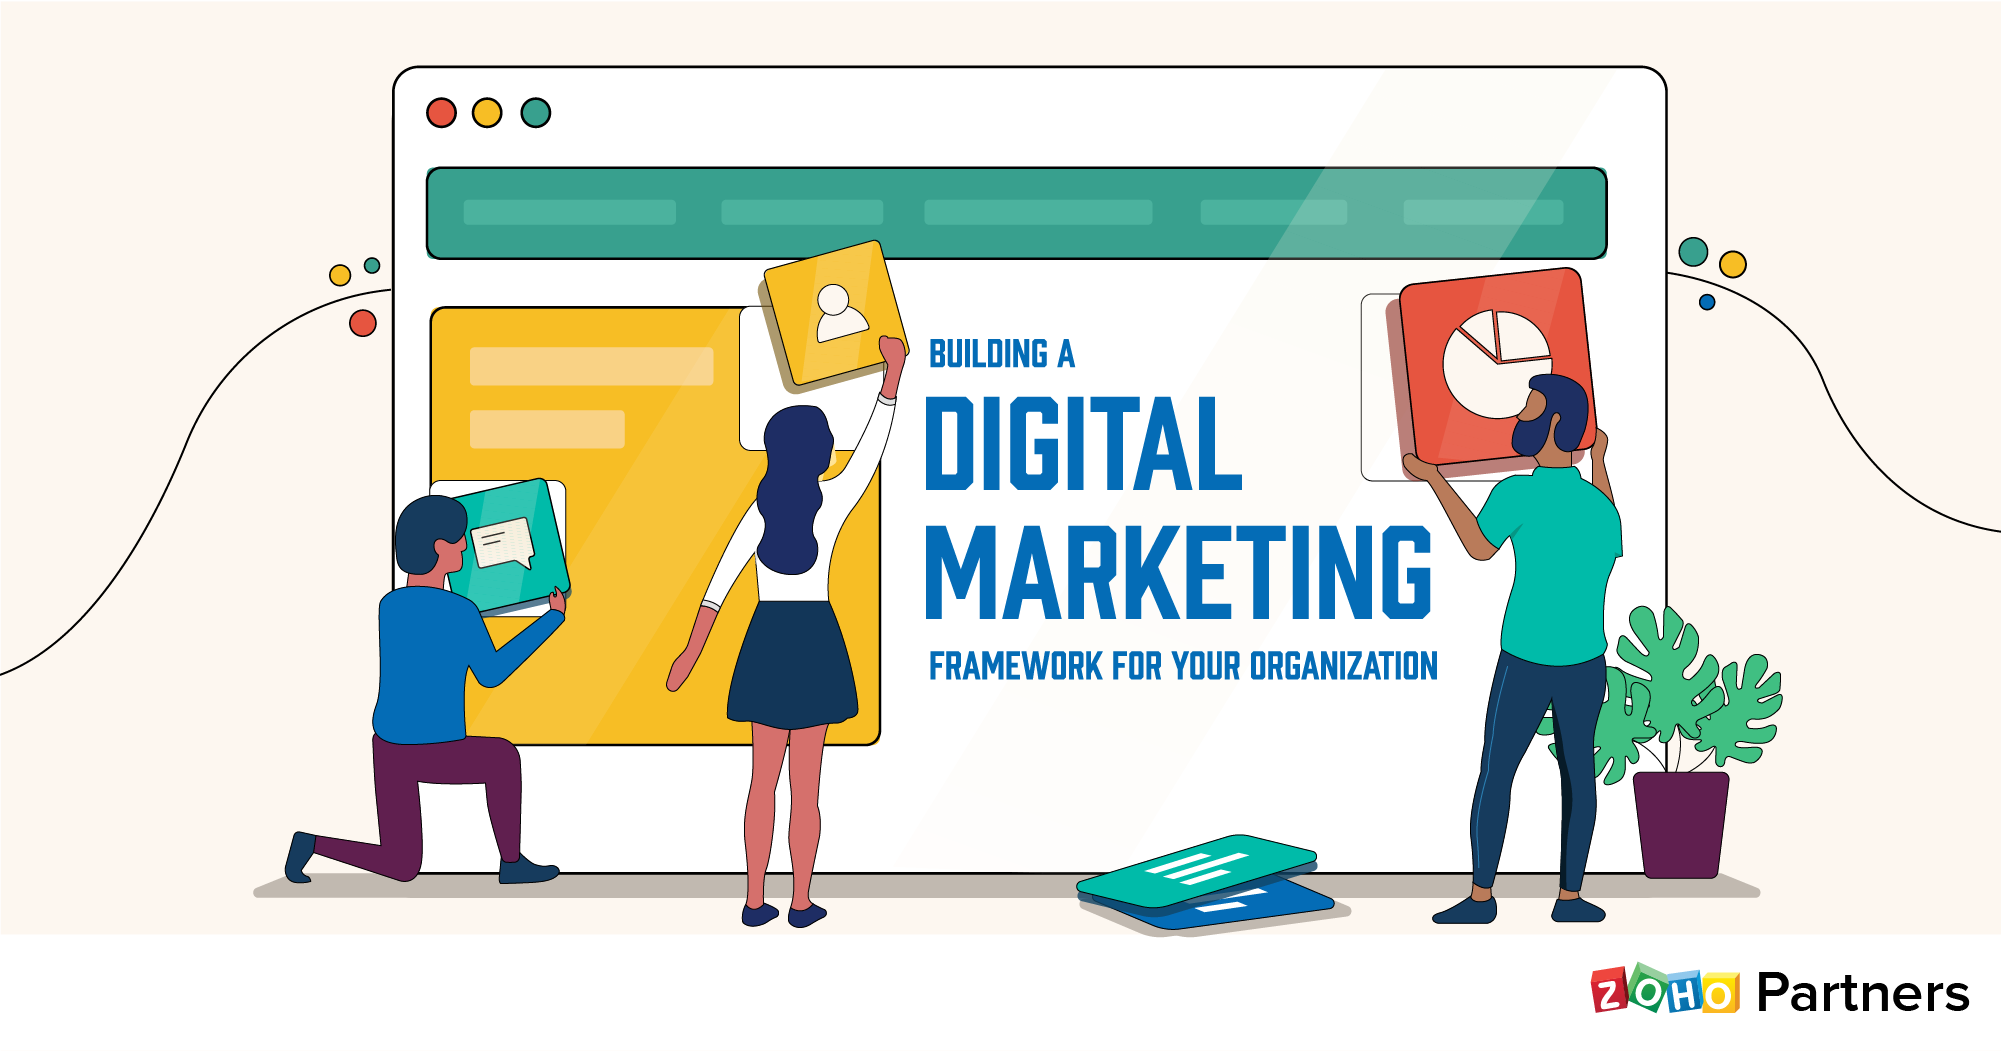 BUILDING A
DIGITAL
MARKETING
FRAMEWORK FOR YOUR ORGANIZATION
ZOHO Partners